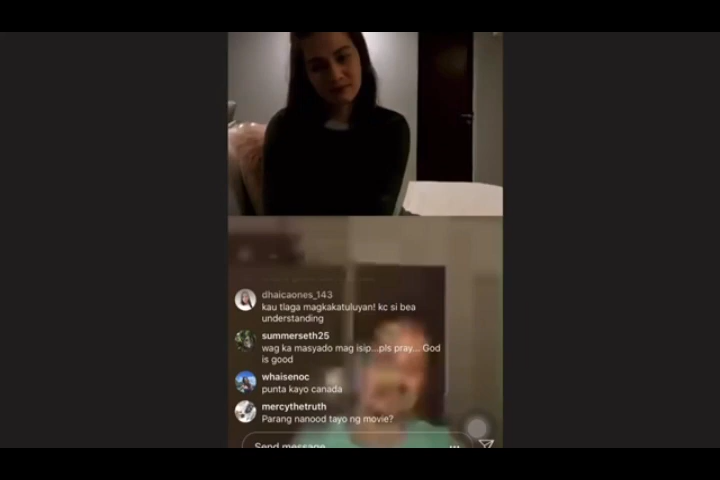 dhaicaones_143
kau tlaga magkakatuluyan! kc si bea
understanding
summerseth25
wag ka masyado mag isip...pls pray... God
is good
whaisenoc
punta kayo canada
mercythetruth
Parang nanood tayo ng movie?
Send message